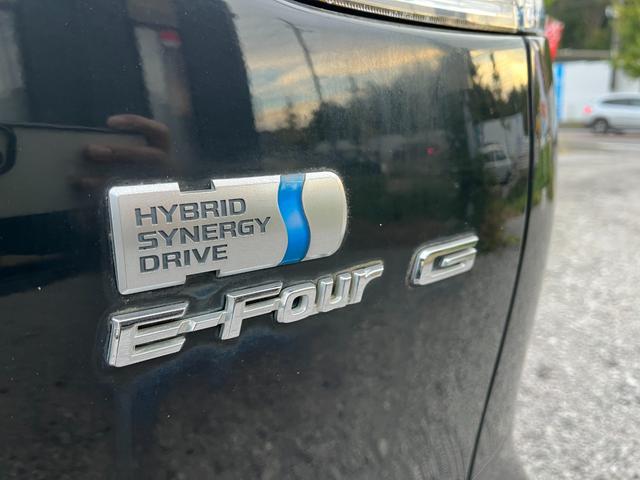 HYBRID
SYNERGY
DRIVE
E-Four G